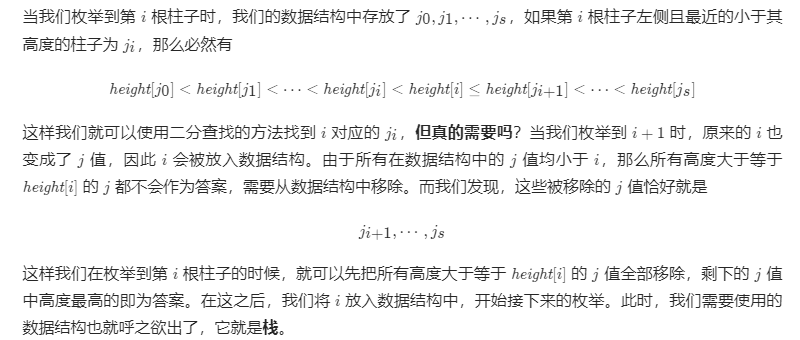 当我们枚举到第 i 根柱子时，我们的数据结构中存放了 j0, j1, ⋯, js，如果第 i 根柱子左侧且最近的小于其
高度的柱子为 ji，那么必然有
height[j0] < height[j1] < ⋯ < height[ji] < height[i] ≤ height[ji+1] < ⋯ < height[js]
这样我们就可以使用二分查找的方法找到 i 对应的 ji，但真的需要吗？当我们枚举到 i + 1 时，原来的 i 也
变成了 j 值，因此 i 会被放入数据结构。由于所有在数据结构中的 j 值均小于 i，那么所有高度大于等于
height[i] 的 j 都不会作为答案，需要从数据结构中移除。而我们发现，这些被移除的 j 值恰好就是
ji+1, ⋯, js
这样我们在枚举到第 i 根柱子的时候，就可以先把所有高度大于等于 height[i] 的 j 值全部移除，剩下的 j 值
中高度最高的即为答案。在这之后，我们将 i 放入数据结构中，开始接下来的枚举。此时，我们需要使用的
数据结构也就呼之欲出了，它就是栈。